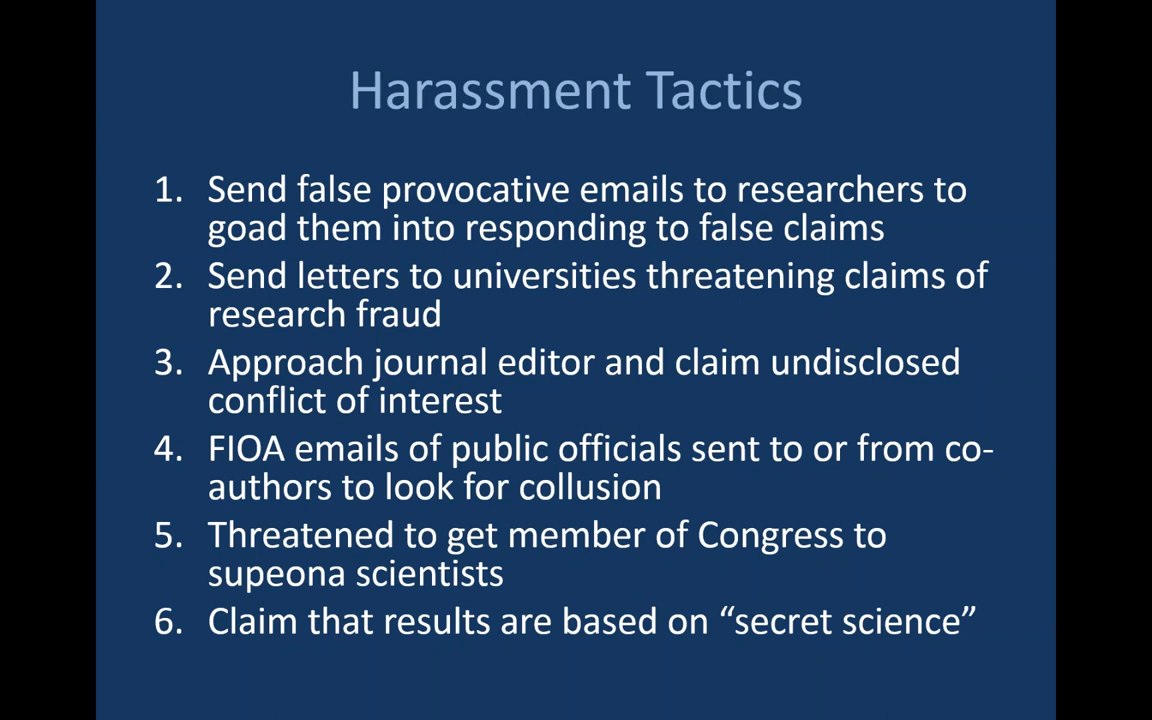 Harassment Tactics
1. Send false provocative emails to researchers to
goad them into responding to false claims
2. Send letters to universities threatening claims of
research fraud
3. Approach journal editor and claim undisclosed
conflict of interest
4. FIOA emails of public officials sent to or from co-
authors to look for collusion
5. Threatened to get member of Congress to
supeona scientists
6. Claim that results are based on “secret science”